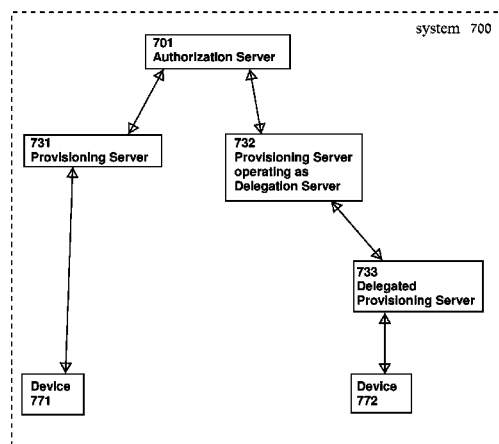 system 700
701
Authorization Server
731
Provisioning Server
732
Provisioning Server
operating as
Delegation Server
733
Delegated
Provisioning Server
Device
771
Device
772